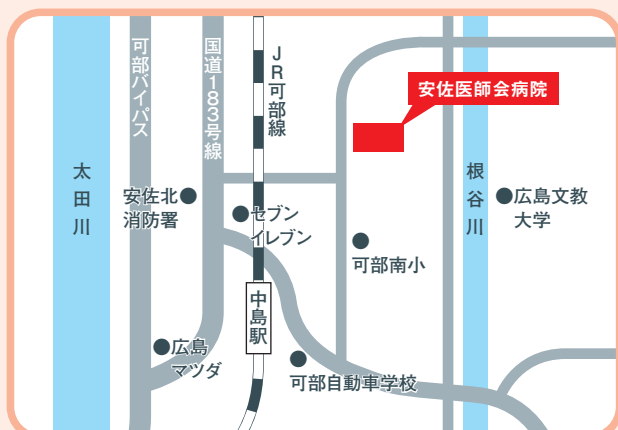 可部バイパス
国道183号線
JR可部線
安佐医師会病院
太田川
安佐北
消防署
セブン
イレブン
根谷川
広島文教
大学
可部南小
中島駅
広島
マツダ
可部自動車学校